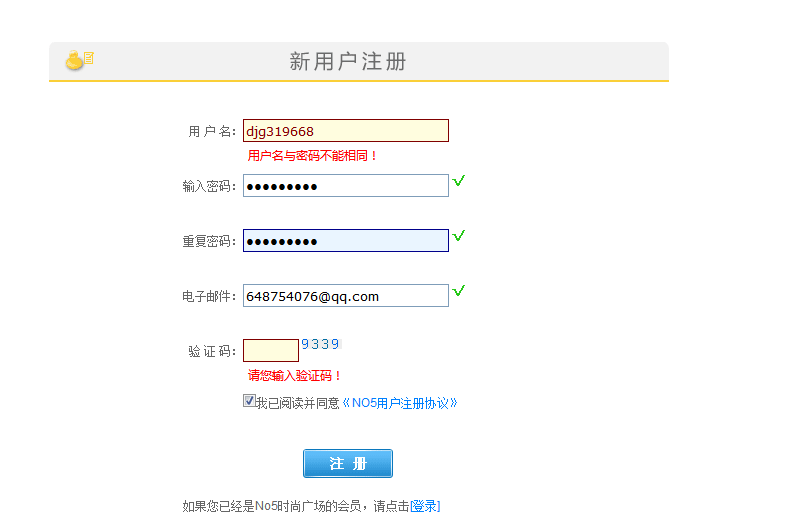 新用户注册
用 户 名： djg319668
用户名与密码不能相同！
输入密码： ●●●●●●●●●
重复密码： ●●●●●●●●●
电子邮件： 648754076@qq.com
验 证 码： 9339
请您输入验证码！
我已阅读并同意《NO5用户注册协议》
注 册
如果您已经是No5时尚广场的会员，请点击[登录]